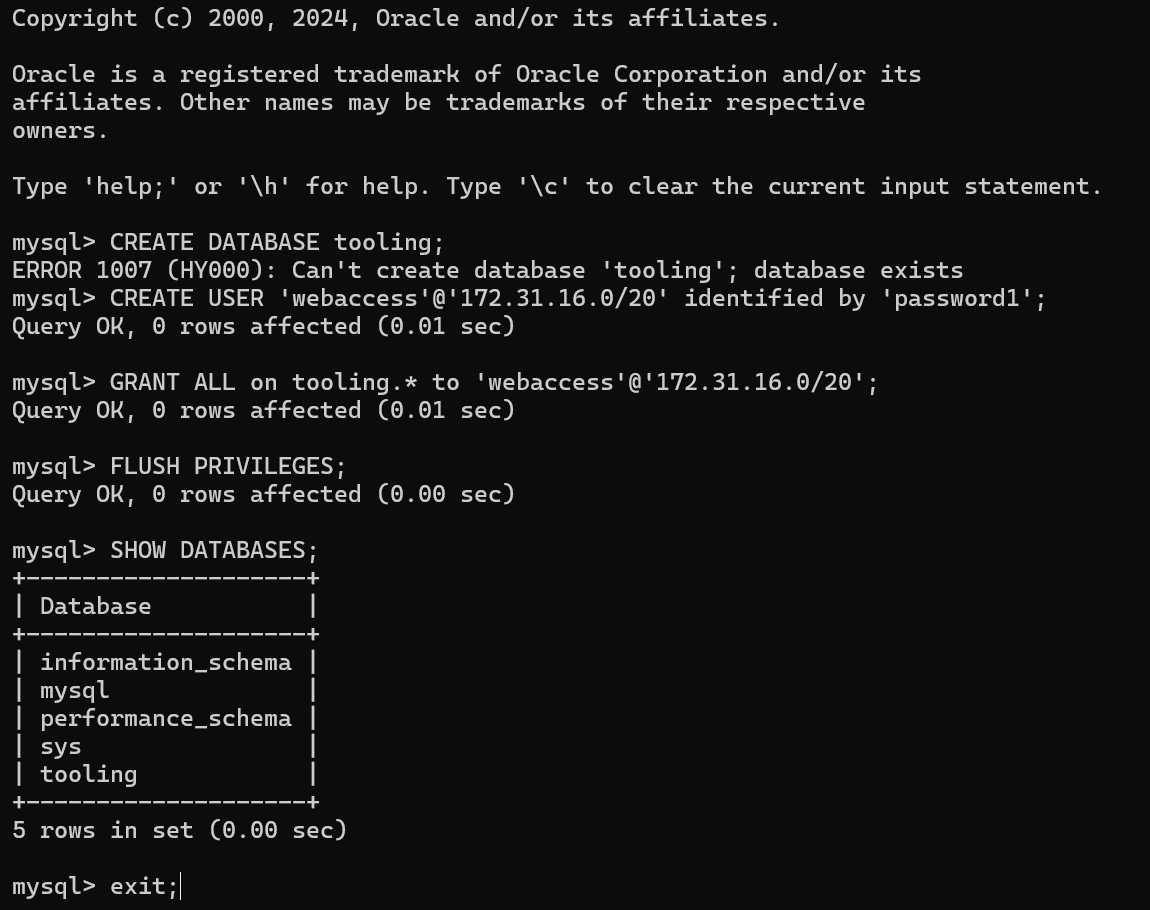 Copyright (c) 2000, 2024, Oracle and/or its affiliates.
Oracle is a registered trademark of Oracle Corporation and/or its
affiliates. Other names may be trademarks of their respective
owners.
Type 'help;' or '\h' for help. Type '\c' to clear the current input statement.
mysql> CREATE DATABASE tooling;
ERROR 1007 (HY000): Can't create database 'tooling'; database exists
mysql> CREATE USER 'webaccess'@'172.31.16.0/20' identified by 'password1';
Query OK, 0 rows affected (0.01 sec)
mysql> GRANT ALL on tooling.* to 'webaccess'@'172.31.16.0/20';
Query OK, 0 rows affected (0.01 sec)
mysql> FLUSH PRIVILEGES;
Query OK, 0 rows affected (0.00 sec)
mysql> SHOW DATABASES;
+--------------------+
| Database           |
+--------------------+
| information_schema |
| mysql              |
| performance_schema |
| sys                |
| tooling            |
+--------------------+
5 rows in set (0.00 sec)
mysql> exit;